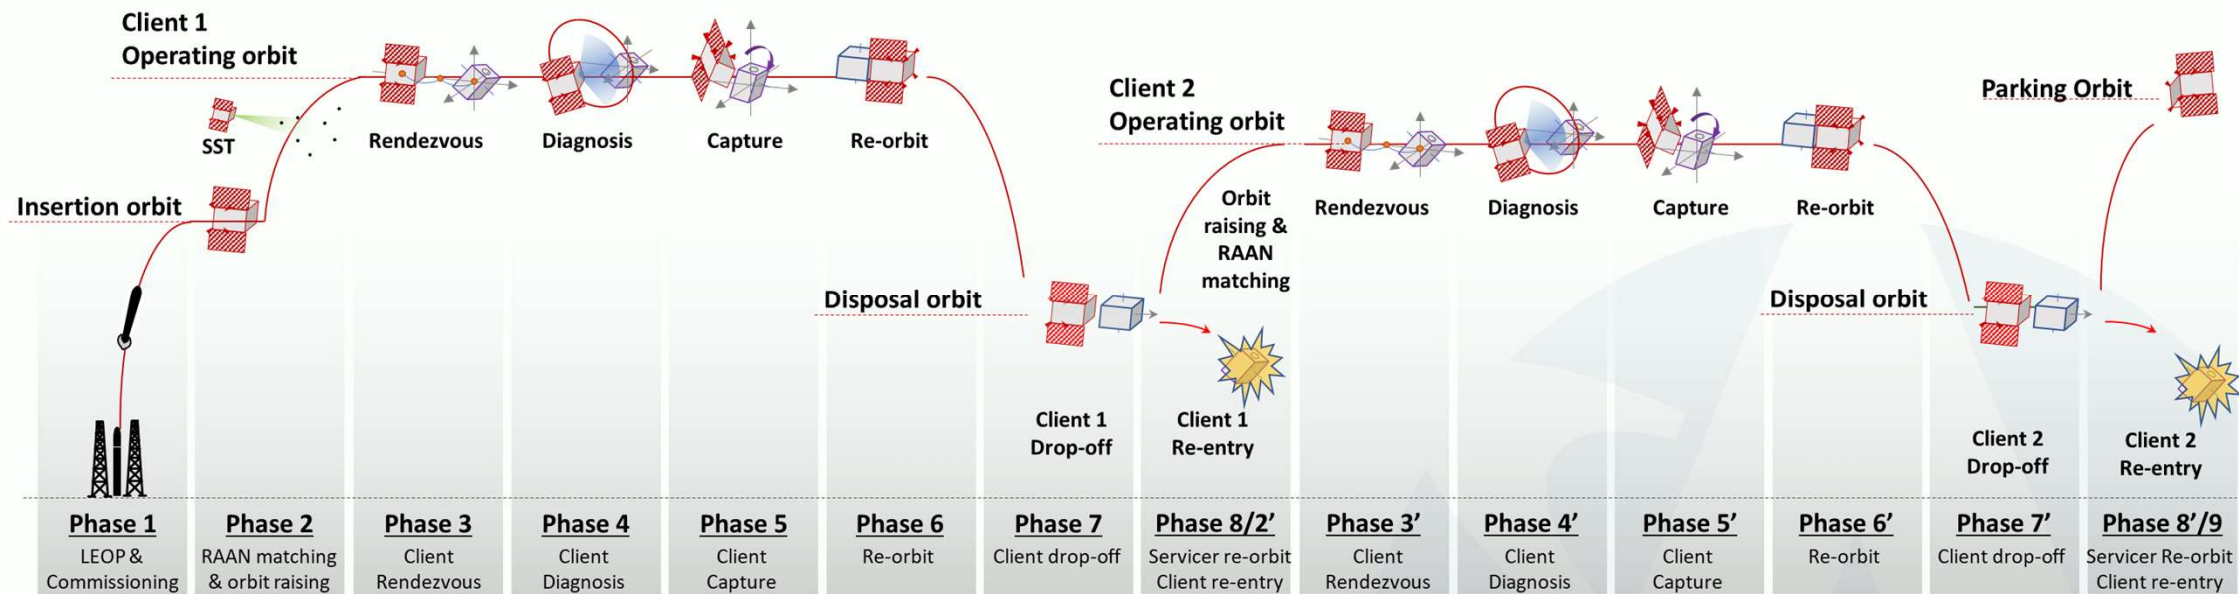 Client 1
Operating orbit
SST
Insertion orbit
Rendezvous
Diagnosis
Capture
Re-orbit
Disposal orbit
Client 1
Drop-off
Client 1
Re-entry
Orbit
raising &
RAAN
matching
Client 2
Operating orbit
Rendezvous
Diagnosis
Capture
Re-orbit
Disposal orbit
Client 2
Drop-off
Parking Orbit
Client 2
Re-entry
Phase 1
LEOP &
Commissioning
Phase 2
RAAN matching
& orbit raising
Phase 3
Client
Rendezvous
Phase 4
Client
Diagnosis
Phase 5
Client
Capture
Phase 6
Re-orbit
Phase 7
Client drop-off
Phase 8/2’
Servicer re-orbit
Client re-entry
Phase 3’
Client
Rendezvous
Phase 4’
Client
Diagnosis
Phase 5’
Client
Capture
Phase 6’
Re-orbit
Phase 7’
Client drop-off
Phase 8’/9
Servicer Re-orbit
Client re-entry